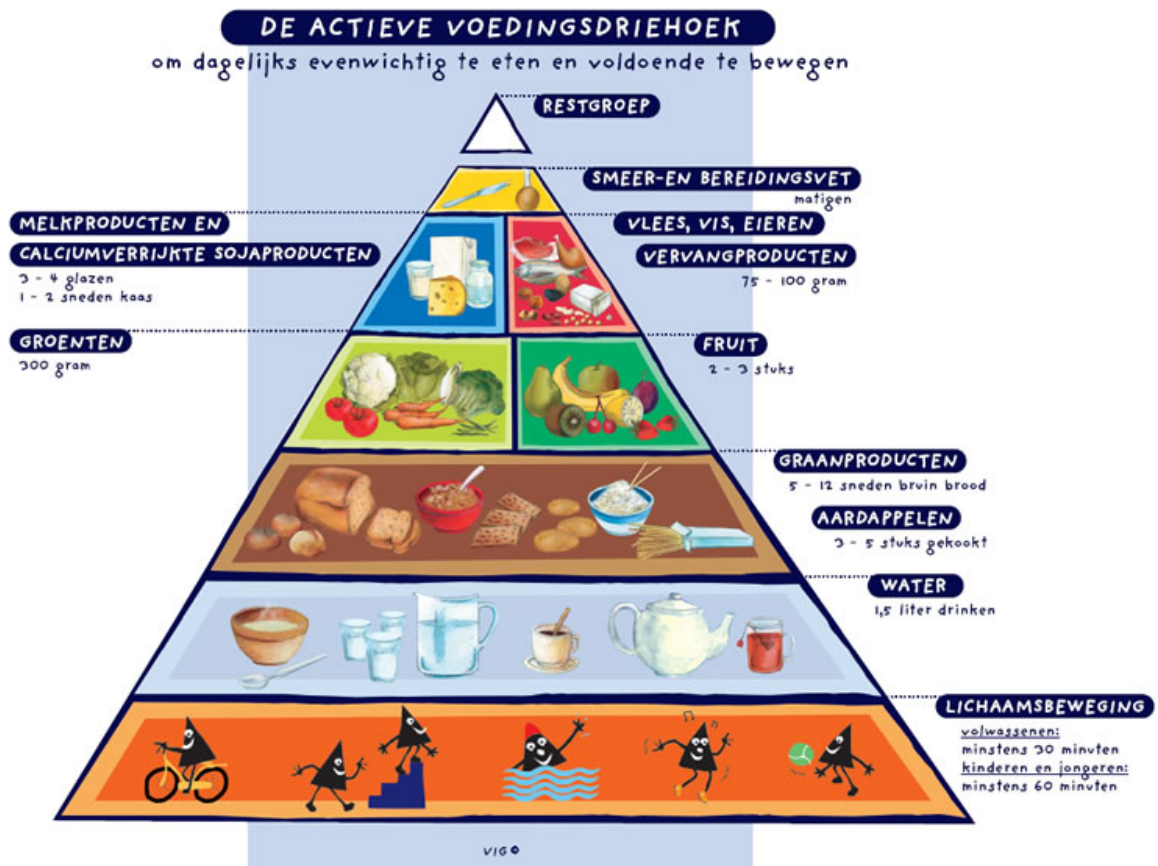 DE ACTIEVE VOEDINGSDRIEHOEK
om dagelijks evenwichtig te eten en voldoende te bewegen
RESTGROEP
SMEER-EN BEREIDINGSVET
matigen
MELKPRODUCTEN EN
CALCIUMVERRIJKTE SOJAPRODUCTEN
3 - 4 glazen
1 - 2 sneden kaas
VLEES, VIS, EIEREN
VERVANGPRODUCTEN
75 - 100 gram
GROENTEN
300 gram
FRUIT
2 - 3 stuks
GRAANPRODUCTEN
5 - 12 sneden bruin brood
AARDAPPELEN
3 - 5 stuks gekookt
WATER
1,5 liter drinken
LICHAAMSBEWEGING
volwassenen:
minstens 30 minuten
kinderen en jongeren:
minstens 60 minuten
VIG